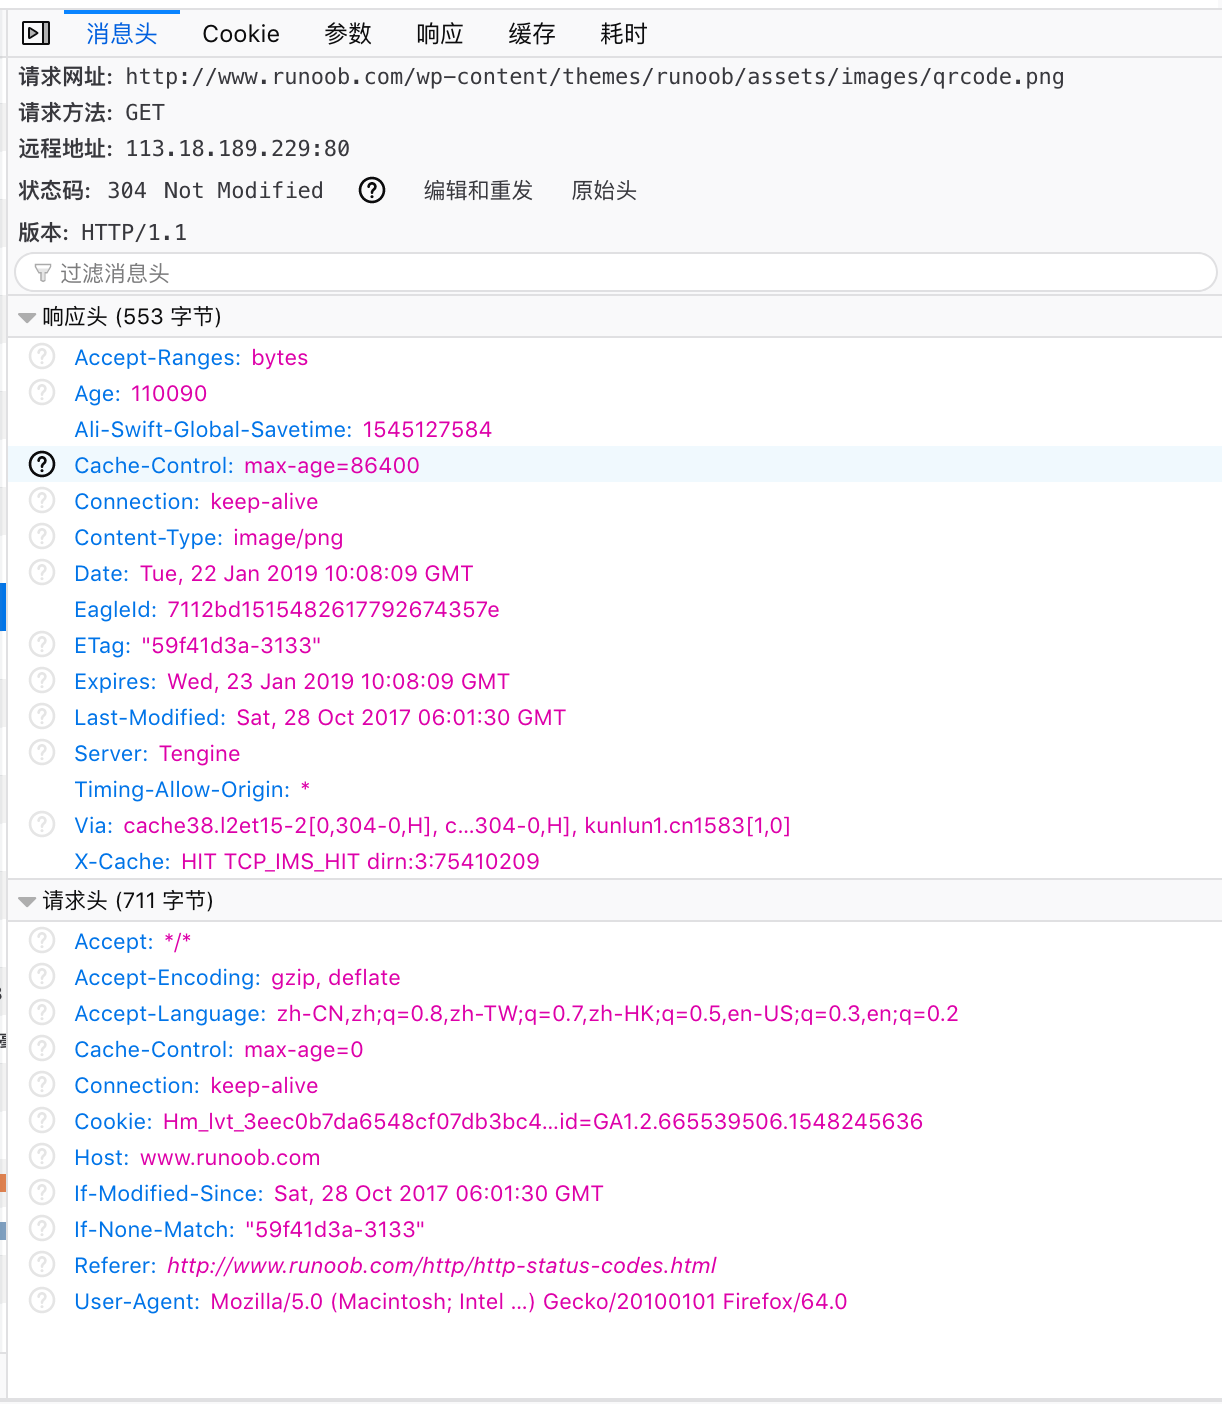 消息头 Cookie 参数 响应 缓存 耗时
请求网址: http://www.runoob.com/wp-content/themes/runoob/assets/images/qrcode.png
请求方法: GET
远程地址: 113.18.189.229:80
状态码: 304 Not Modified ? 编辑和重发 原始头
版本: HTTP/1.1
过滤消息头
响应头 (553 字节)
? Accept-Ranges: bytes
? Age: 110090
Ali-Swift-Global-Savetime: 1545127584
? Cache-Control: max-age=86400
? Connection: keep-alive
? Content-Type: image/png
? Date: Tue, 22 Jan 2019 10:08:09 GMT
EagleId: 7112bd1515482617792674357e
? ETag: "59f41d3a-3133"
? Expires: Wed, 23 Jan 2019 10:08:09 GMT
? Last-Modified: Sat, 28 Oct 2017 06:01:30 GMT
? Server: Tengine
Timing-Allow-Origin: *
? Via: cache38.l2et15-2[0,304-0,H], c...304-0,H], kunlun1.cn1583[1,0]
X-Cache: HIT TCP_IMS_HIT dirn:3:75410209
请求头 (711 字节)
? Accept: */*
? Accept-Encoding: gzip, deflate
? Accept-Language: zh-CN,zh;q=0.8,zh-TW;q=0.7,zh-HK;q=0.5,en-US;q=0.3,en;q=0.2
? Cache-Control: max-age=0
? Connection: keep-alive
? Cookie: Hm_lvt_3eec0b7da6548cf07db3bc4...id=GA1.2.665539506.1548245636
? Host: www.runoob.com
? If-Modified-Since: Sat, 28 Oct 2017 06:01:30 GMT
? If-None-Match: "59f41d3a-3133"
? Referer: http://www.runoob.com/http/http-status-codes.html
? User-Agent: Mozilla/5.0 (Macintosh; Intel ...) Gecko/20100101 Firefox/64.0